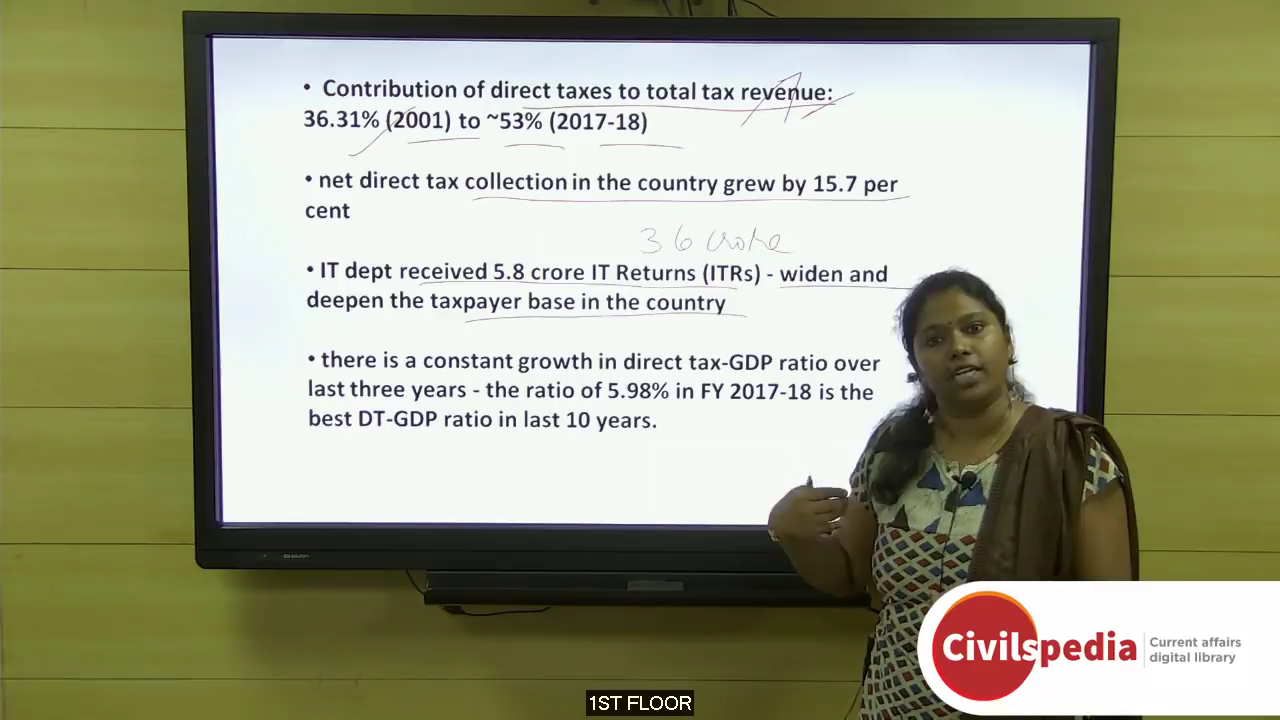 • Contribution of direct taxes to total tax revenue:
36.31% (2001) to ~53% (2017-18)
• net direct tax collection in the country grew by 15.7 per
cent
36 crore
• IT dept received 5.8 crore IT Returns (ITRs) - widen and
deepen the taxpayer base in the country
• there is a constant growth in direct tax-GDP ratio over
last three years - the ratio of 5.98% in FY 2017-18 is the
best DT-GDP ratio in last 10 years.
SHARP
Civilspedia
Current affairs
digital library
1ST FLOOR